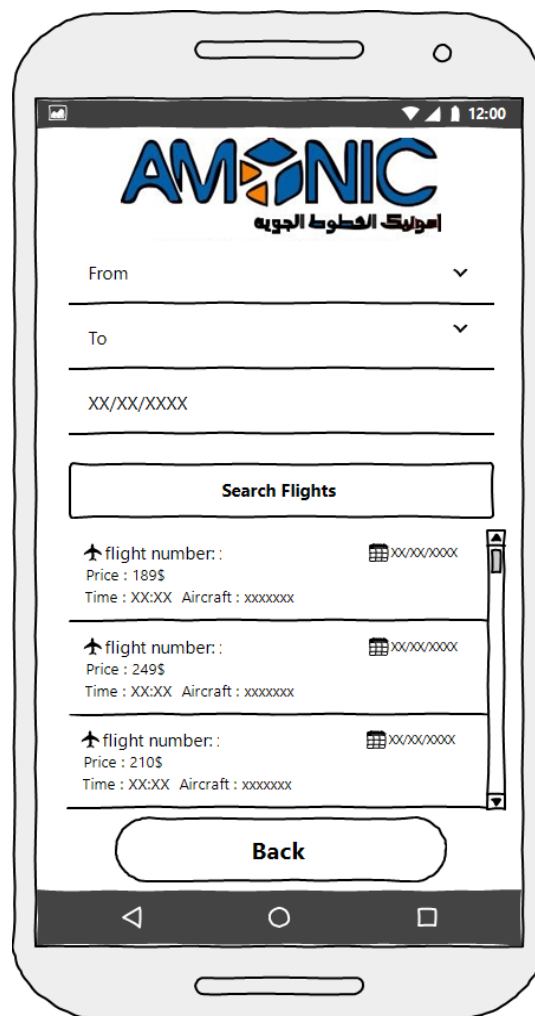 12:00
AMONIC
امونيك الخطوط الجويه
From
To
XX/XX/XXXX
Search Flights
flight number: : XX/XX/XXXX
Price : 189$
Time : XX:XX Aircraft : xxxxxxx
flight number: : XX/XX/XXXX
Price : 249$
Time : XX:XX Aircraft : xxxxxxx
flight number: : XX/XX/XXXX
Price : 210$
Time : XX:XX Aircraft : xxxxxxx
Back